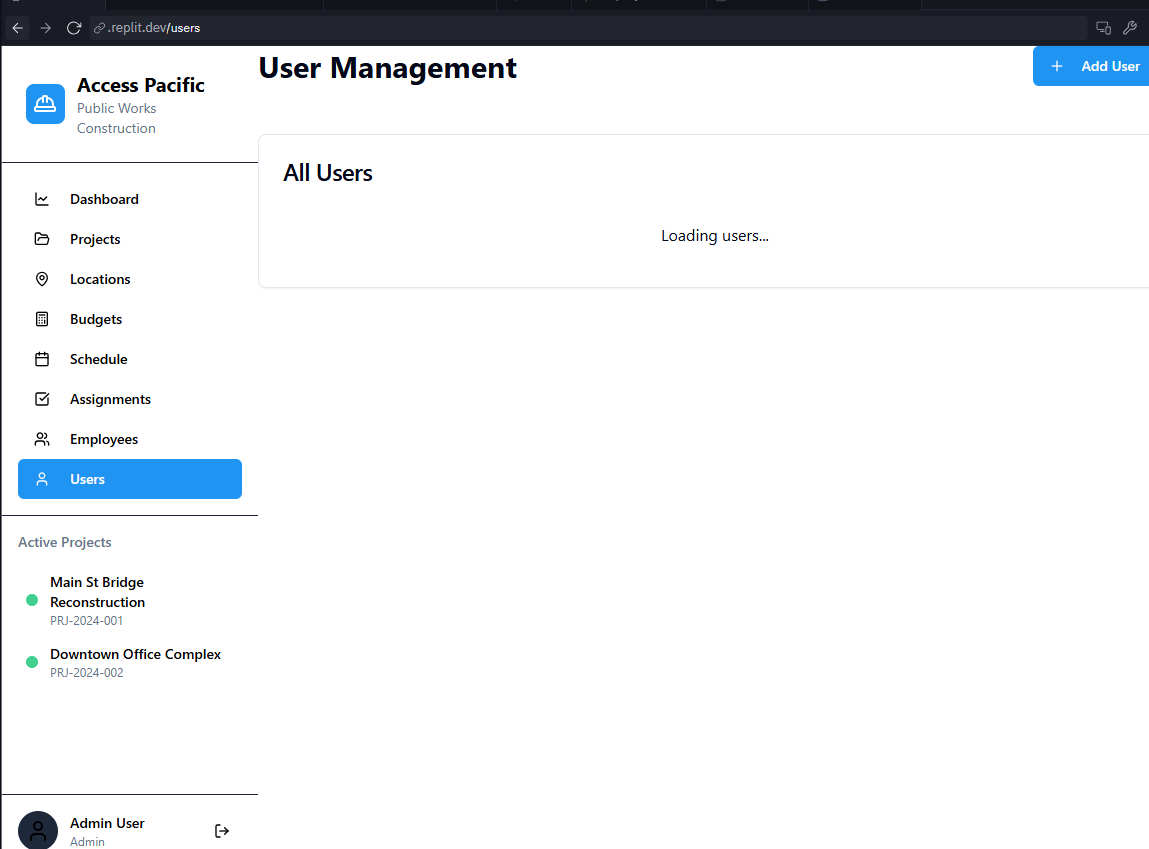 .replit.dev/users
Access Pacific
Public Works
Construction
Dashboard
Projects
Locations
Budgets
Schedule
Assignments
Employees
Users
Active Projects
Main St Bridge
Reconstruction
PRJ-2024-001
Downtown Office Complex
PRJ-2024-002
Admin User
Admin
User Management
Add User
All Users
Loading users...